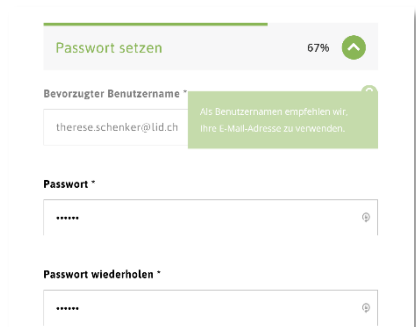 Passwort setzen 67%
Bevorzugter Benutzername *
Als Benutzernamen empfehlen wir,
therese.schenker@lid.ch Ihre E-Mail-Adresse zu verwenden.
Passwort *
••••••
Passwort wiederholen *
••••••